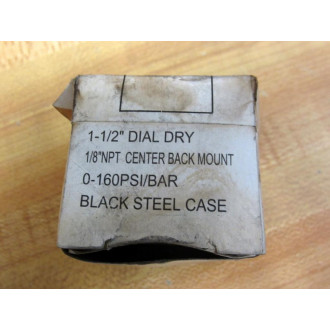 1-1/2" DIAL DRY
1/8"NPT CENTER BACK MOUNT
0-160PSI/BAR
BLACK STEEL CASE